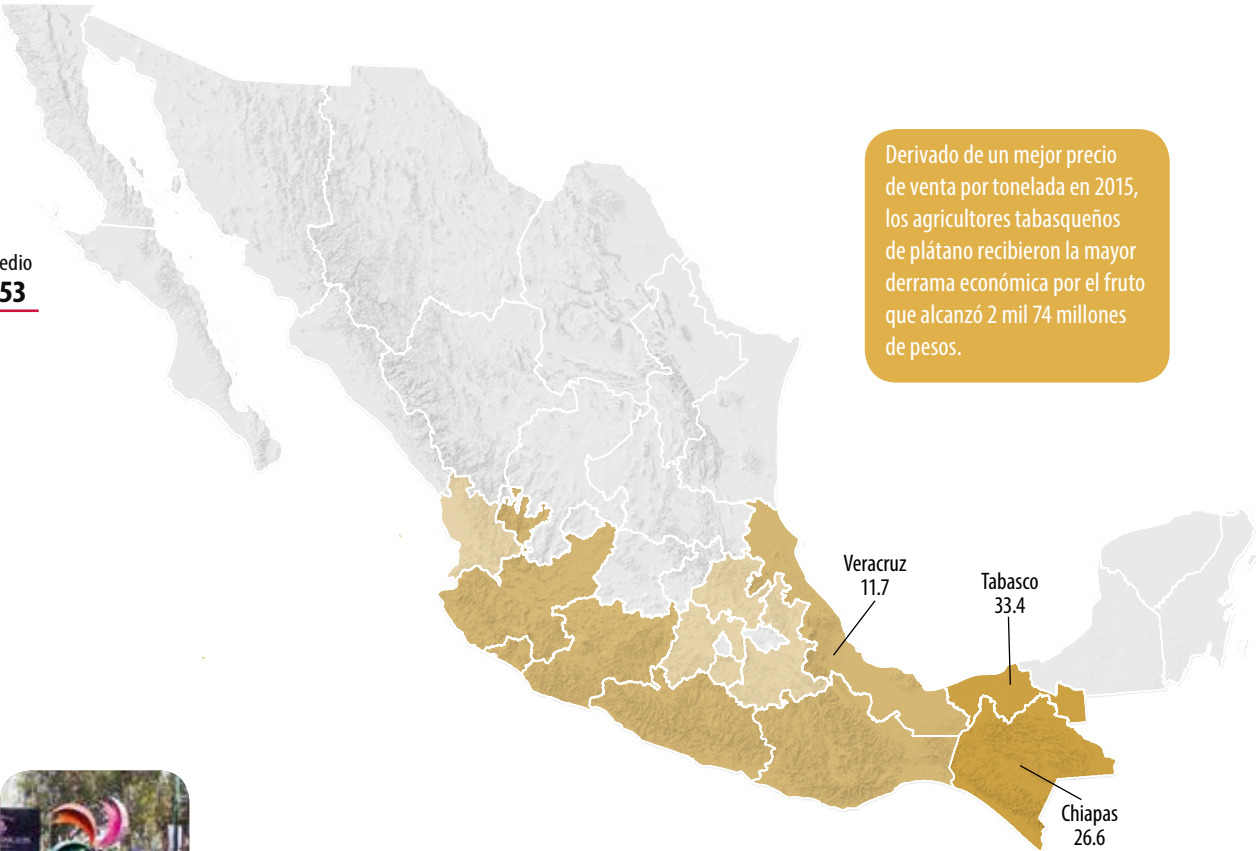 Derivado de un mejor precio
de venta por tonelada en 2015,
los agricultores tabasqueños
de plátano recibieron la mayor
derrama económica por el fruto
que alcanzó 2 mil 74 millones
de pesos.
edio
53
Veracruz
11.7
Tabasco
33.4
Chiapas
26.6